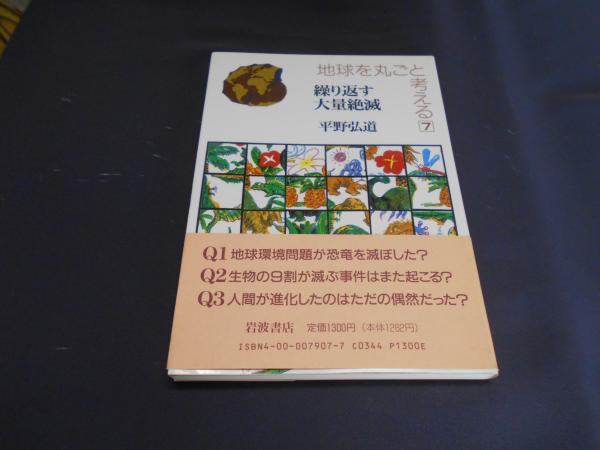 地球を丸ごと考える 7
繰り返す
大量絶滅
平野弘道
Q1 地球環境問題が恐竜を滅ぼした?
Q2 生物の9割が滅ぶ事件はまた起こる?
Q3 人間が進化したのはただの偶然だった?
岩波書店 定価1300円(本体1262円)
ISBN4-00-007907-7 C0344 P1300E